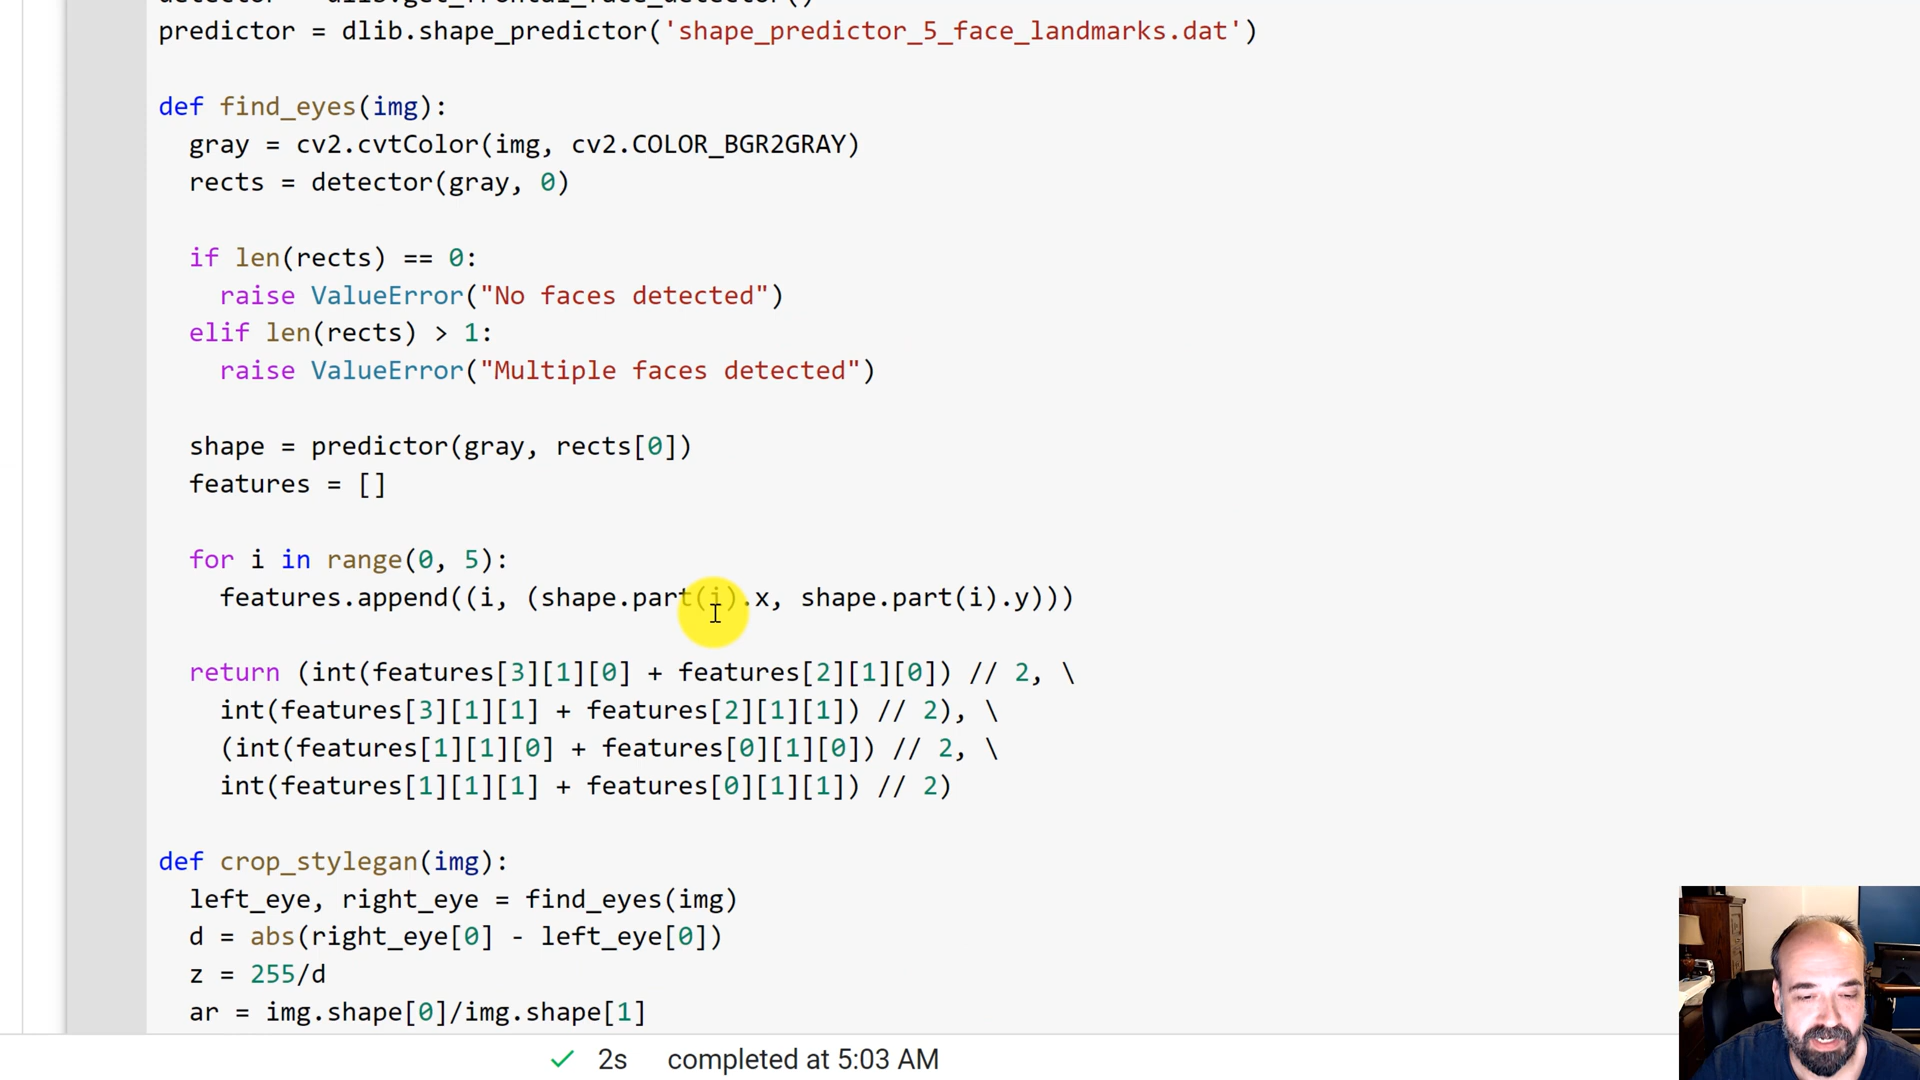 predictor = dlib.shape_predictor('shape_predictor_5_face_landmarks.dat')
def find_eyes(img):
gray = cv2.cvtColor(img, cv2.COLOR_BGR2GRAY)
rects = detector(gray, 0)
if len(rects) == 0:
raise ValueError("No faces detected")
elif len(rects) > 1:
raise ValueError("Multiple faces detected")
shape = predictor(gray, rects[0])
features = []
for i in range(0, 5):
features.append((i, (shape.part(i).x, shape.part(i).y)))
return (int(features[3][1][0] + features[2][1][0]) // 2, \
int(features[3][1][1] + features[2][1][1]) // 2), \
(int(features[1][1][0] + features[0][1][0]) // 2, \
int(features[1][1][1] + features[0][1][1]) // 2)
def crop_stylegan(img):
left_eye, right_eye = find_eyes(img)
d = abs(right_eye[0] - left_eye[0])
z = 255/d
ar = img.shape[0]/img.shape[1]
2s completed at 5:03 AM